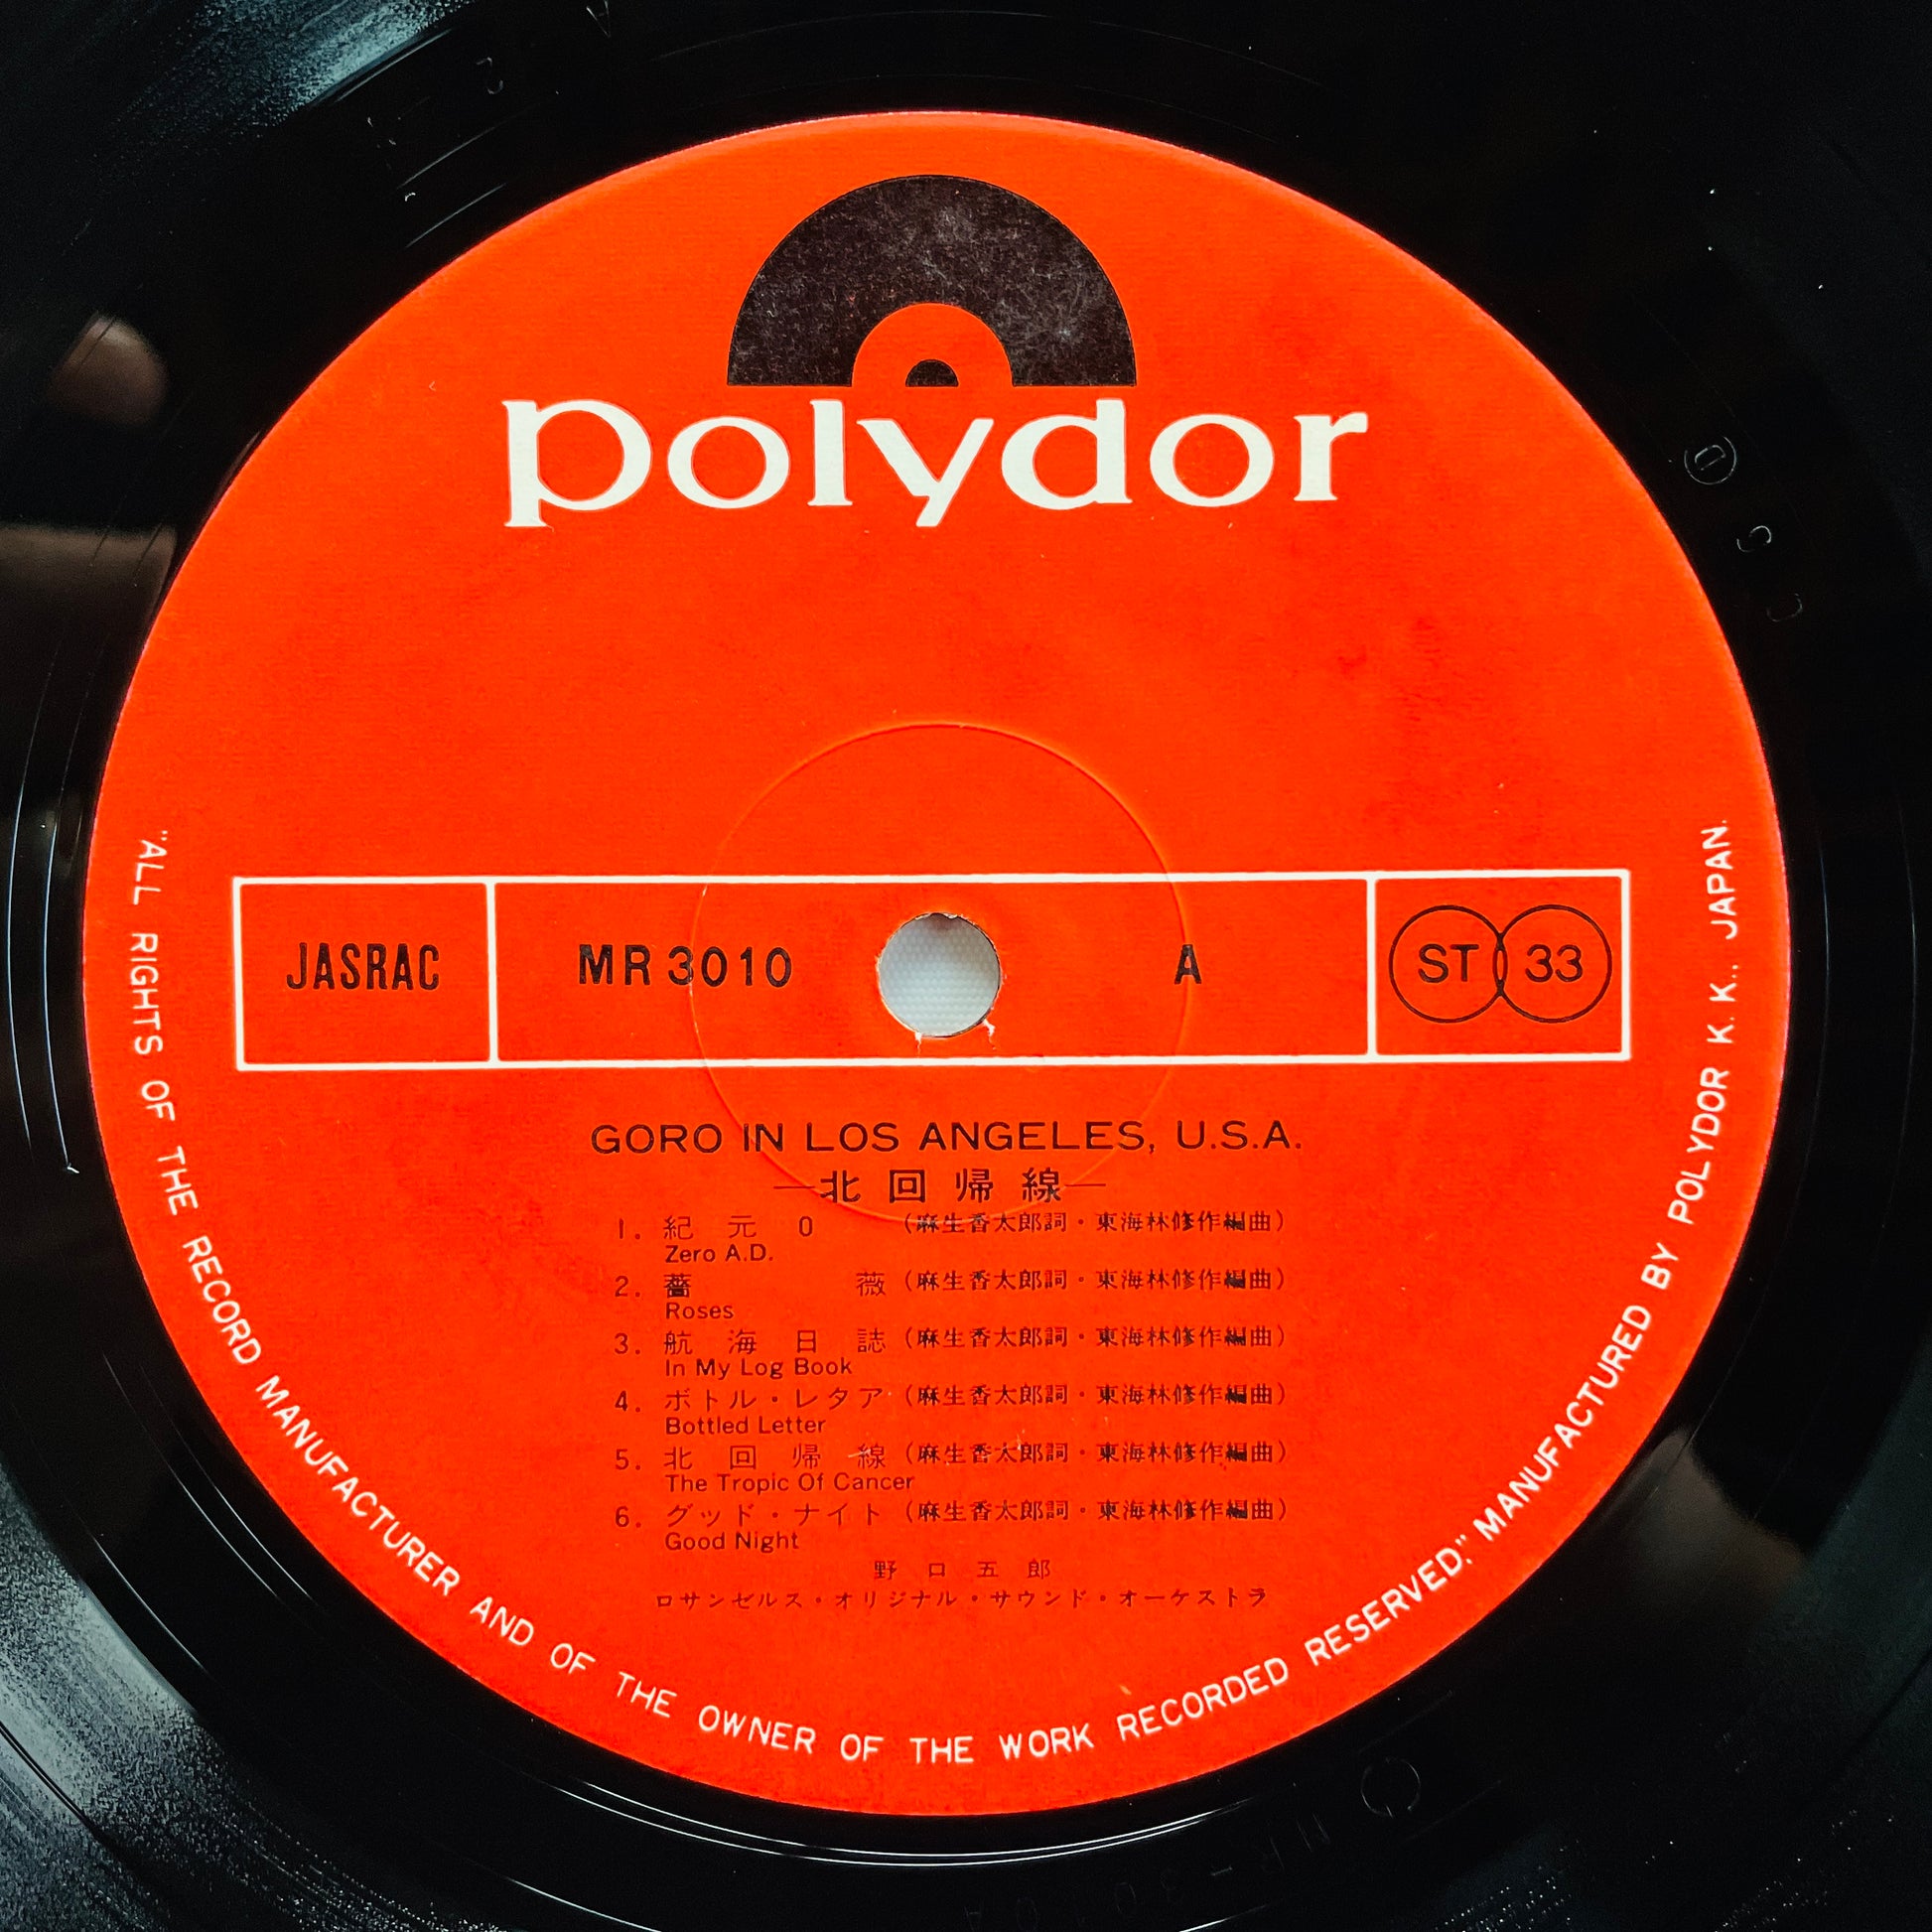 polydor
JASRAC
MR 3010
A
ST 33
GORO IN LOS ANGELES, U.S.A.
—北回帰線—
1. 紀元0 (麻生香太郎詞・東海林修作編曲)
Zero A.D.
2. 薔薇 (麻生香太郎詞・東海林修作編曲)
Roses
3. 航海日誌 (麻生香太郎詞・東海林修作編曲)
In My Log Book
4. ボトル・レタア (麻生香太郎詞・東海林修作編曲)
Bottled Letter
5. 北回帰線 (麻生香太郎詞・東海林修作編曲)
The Tropic Of Cancer
6. グッド・ナイト (麻生香太郎詞・東海林修作編曲)
Good Night
野口五郎
ロサンゼルス・オリジナル・サウンド・オーケストラ
"ALL RIGHTS OF THE RECORD MANUFACTURER AND OF THE OWNER OF THE WORK RECORDED RESERVED," MANUFACTURED BY POLYDOR K. K., JAPAN.